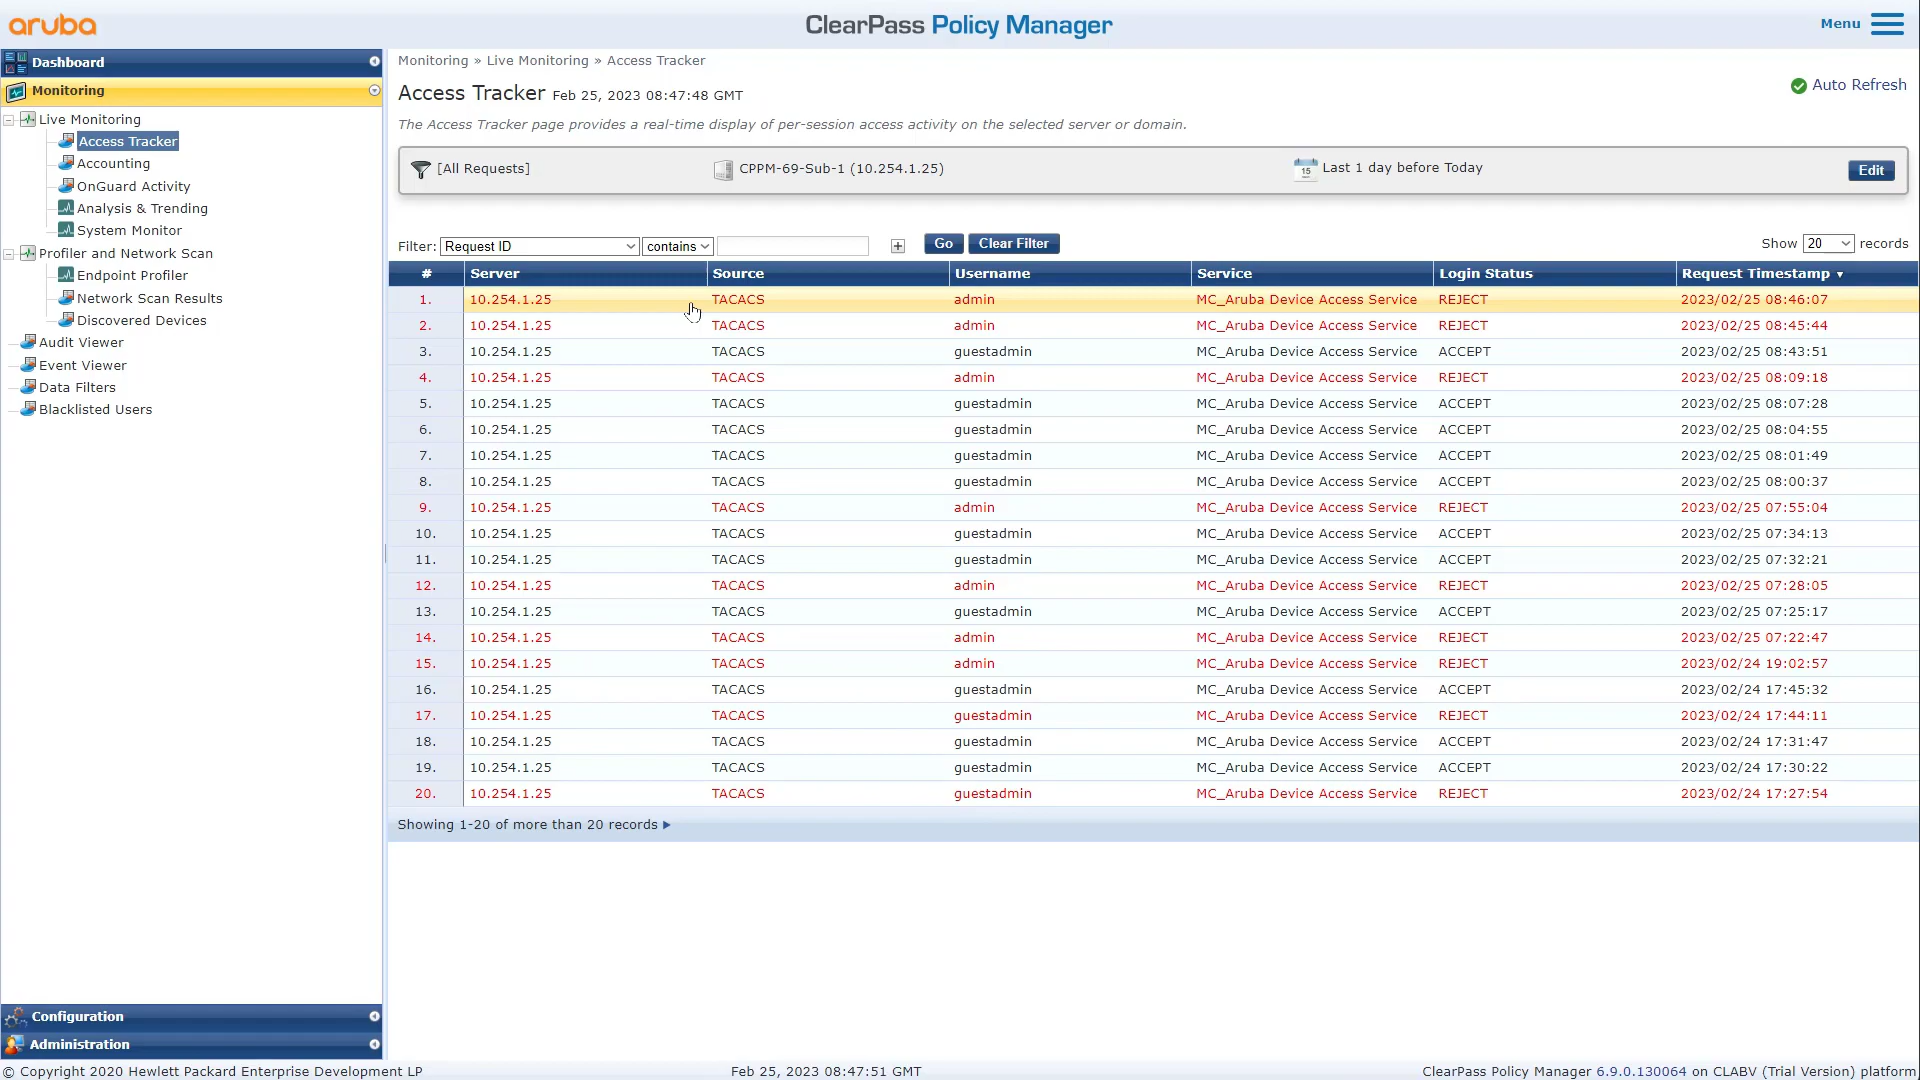 aruba
ClearPass Policy Manager
Menu
Dashboard
Monitoring
Live Monitoring
Access Tracker
Accounting
OnGuard Activity
Analysis & Trending
System Monitor
Profiler and Network Scan
Endpoint Profiler
Network Scan Results
Discovered Devices
Audit Viewer
Event Viewer
Data Filters
Blacklisted Users
Configuration
Administration
Monitoring » Live Monitoring » Access Tracker
Access Tracker Feb 25, 2023 08:47:48 GMT
Auto Refresh
The Access Tracker page provides a real-time display of per-session access activity on the selected server or domain.
[All Requests] CPPM-69-Sub-1 (10.254.1.25) 15 Last 1 day before Today Edit
Filter: Request ID contains + Go Clear Filter Show 20 records
# Server Source Username Service Login Status Request Timestamp ▼
1. 10.254.1.25 TACACS admin MC_Aruba Device Access Service REJECT 2023/02/25 08:46:07
2. 10.254.1.25 TACACS admin MC_Aruba Device Access Service REJECT 2023/02/25 08:45:44
3. 10.254.1.25 TACACS guestadmin MC_Aruba Device Access Service ACCEPT 2023/02/25 08:43:51
4. 10.254.1.25 TACACS admin MC_Aruba Device Access Service REJECT 2023/02/25 08:09:18
5. 10.254.1.25 TACACS guestadmin MC_Aruba Device Access Service ACCEPT 2023/02/25 08:07:28
6. 10.254.1.25 TACACS guestadmin MC_Aruba Device Access Service ACCEPT 2023/02/25 08:04:55
7. 10.254.1.25 TACACS guestadmin MC_Aruba Device Access Service ACCEPT 2023/02/25 08:01:49
8. 10.254.1.25 TACACS guestadmin MC_Aruba Device Access Service ACCEPT 2023/02/25 08:00:37
9. 10.254.1.25 TACACS admin MC_Aruba Device Access Service REJECT 2023/02/25 07:55:04
10. 10.254.1.25 TACACS guestadmin MC_Aruba Device Access Service ACCEPT 2023/02/25 07:34:13
11. 10.254.1.25 TACACS guestadmin MC_Aruba Device Access Service ACCEPT 2023/02/25 07:32:21
12. 10.254.1.25 TACACS admin MC_Aruba Device Access Service REJECT 2023/02/25 07:28:05
13. 10.254.1.25 TACACS guestadmin MC_Aruba Device Access Service ACCEPT 2023/02/25 07:25:17
14. 10.254.1.25 TACACS admin MC_Aruba Device Access Service REJECT 2023/02/25 07:22:47
15. 10.254.1.25 TACACS admin MC_Aruba Device Access Service REJECT 2023/02/24 19:02:57
16. 10.254.1.25 TACACS guestadmin MC_Aruba Device Access Service ACCEPT 2023/02/24 17:45:32
17. 10.254.1.25 TACACS guestadmin MC_Aruba Device Access Service REJECT 2023/02/24 17:44:11
18. 10.254.1.25 TACACS guestadmin MC_Aruba Device Access Service ACCEPT 2023/02/24 17:31:47
19. 10.254.1.25 TACACS guestadmin MC_Aruba Device Access Service ACCEPT 2023/02/24 17:30:22
20. 10.254.1.25 TACACS guestadmin MC_Aruba Device Access Service REJECT 2023/02/24 17:27:54
Showing 1-20 of more than 20 records ▶
© Copyright 2020 Hewlett Packard Enterprise Development LP Feb 25, 2023 08:47:51 GMT ClearPass Policy Manager 6.9.0.130064 on CLABV (Trial Version) platform